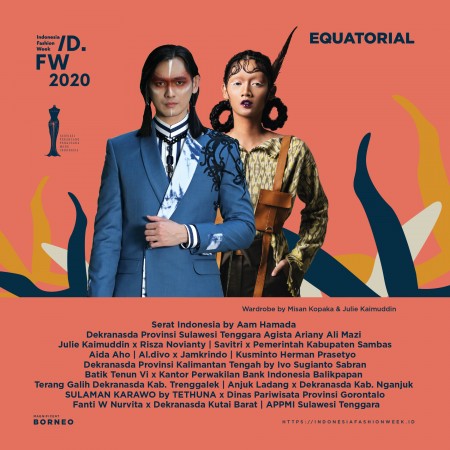 Indonesia
Fashion
Week
/D.
FW
2020
EQUATORIAL
Wardrobe by Misan Kopaka & Julie Kaimuddin
Serat Indonesia by Aam Hamada
Dekranasda Provinsi Sulawesi Tenggara Agista Ariany Ali Mazi
Julie Kaimuddin x Risza Novianty | Savitri x Pemerintah Kabupaten Sambas
Aida Aho | Al.divo x Jamkrindo | Kusminto Herman Prasetyo
Dekranasda Provinsi Kalimantan Tengah by Ivo Sugianto Sabran
Batik Tenun Vi x Kantor Perwakilan Bank Indonesia Balikpapan
Terang Galih Dekranasda Kab. Trenggalek | Anjuk Ladang x Dekranasda Kab. Nganjuk
SULAMAN KARAWO by TETHUNA x Dinas Pariwisata Provinsi Gorontalo
Fanti W Nurvita x Dekranasda Kutai Barat | APPMI Sulawesi Tenggara
MAGNIFICENT
BORNEO
HTTPS://INDONESIAFASHIONWEEK.ID